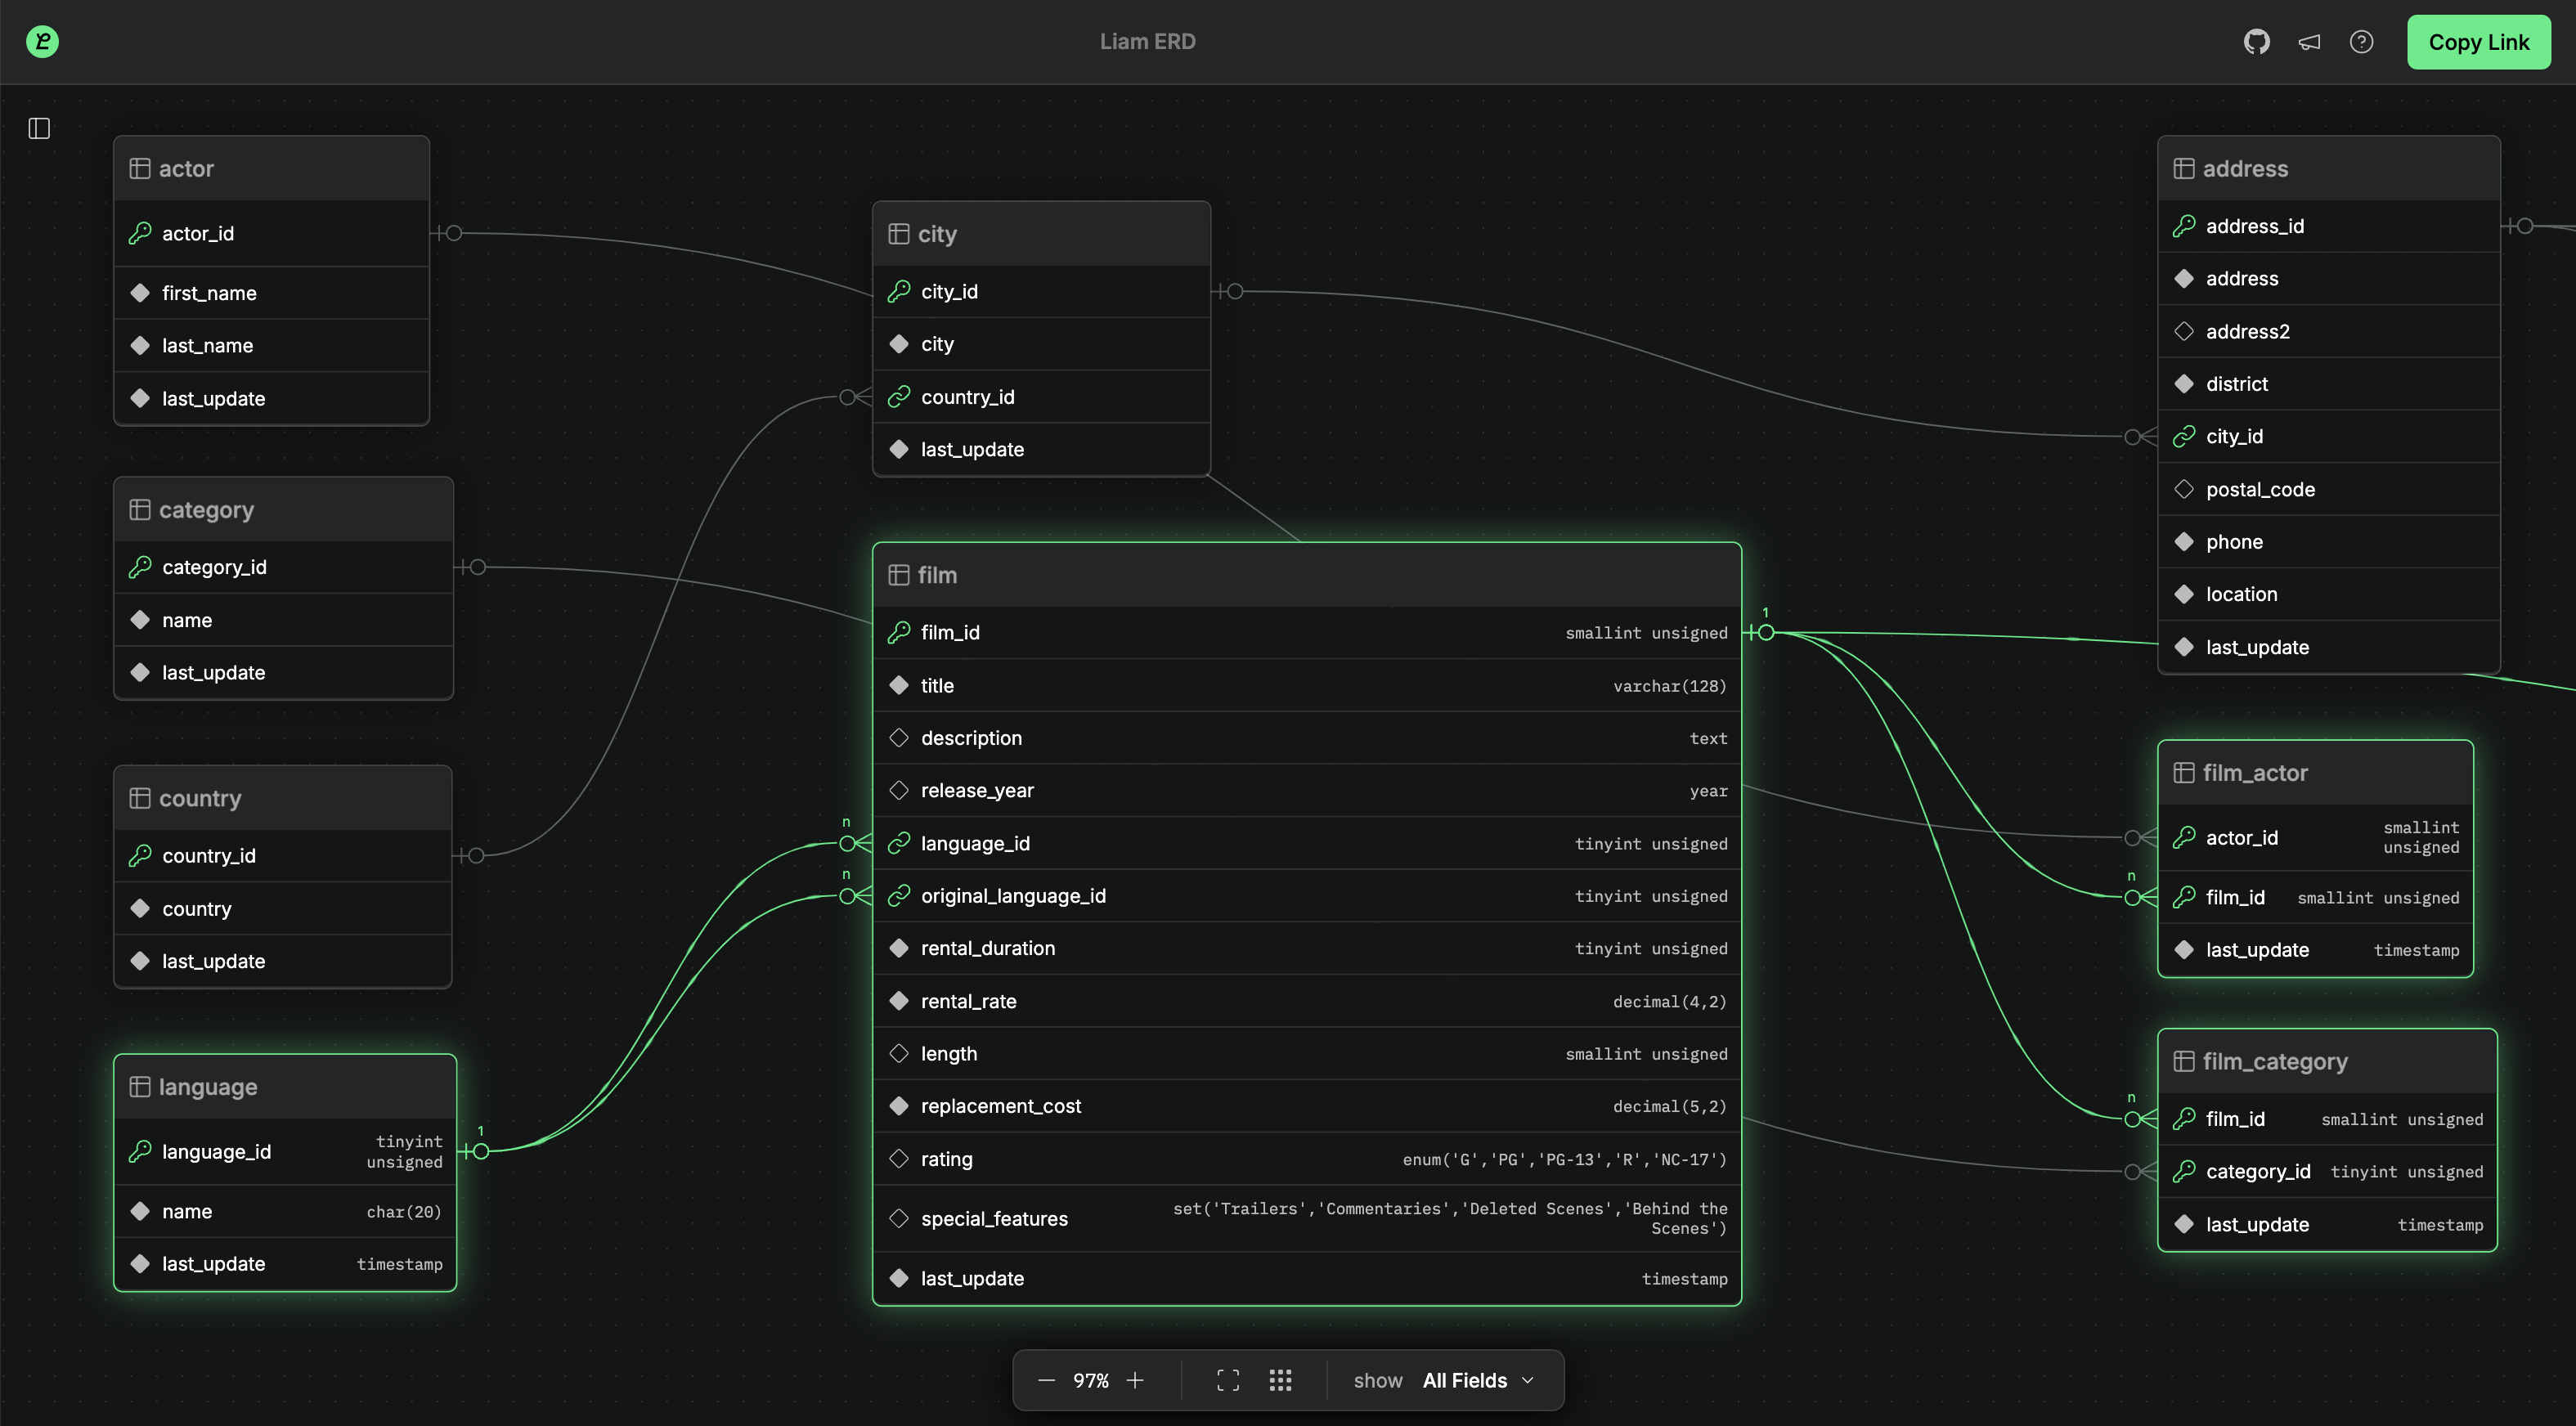 Liam ERD
Copy Link
actor
actor_id
first_name
last_name
last_update
category
category_id
name
last_update
country
country_id
country
last_update
language
language_id tinyint
unsigned
name char(20)
last_update timestamp
1
city
city_id
city
country_id
last_update
film
film_id smallint unsigned
title varchar(128)
description text
release_year year
language_id tinyint unsigned
original_language_id tinyint unsigned
rental_duration tinyint unsigned
rental_rate decimal(4,2)
length smallint unsigned
replacement_cost decimal(5,2)
rating enum('G','PG','PG-13','R','NC-17')
special_features set('Trailers','Commentaries','Deleted Scenes','Behind the
Scenes')
last_update timestamp
n
n
1
address
address_id
address
address2
district
city_id
postal_code
phone
location
last_update
film_actor
actor_id smallint
unsigned
film_id smallint unsigned
last_update timestamp
n
film_category
film_id smallint unsigned
category_id tinyint unsigned
last_update timestamp
n
97%
show All Fields